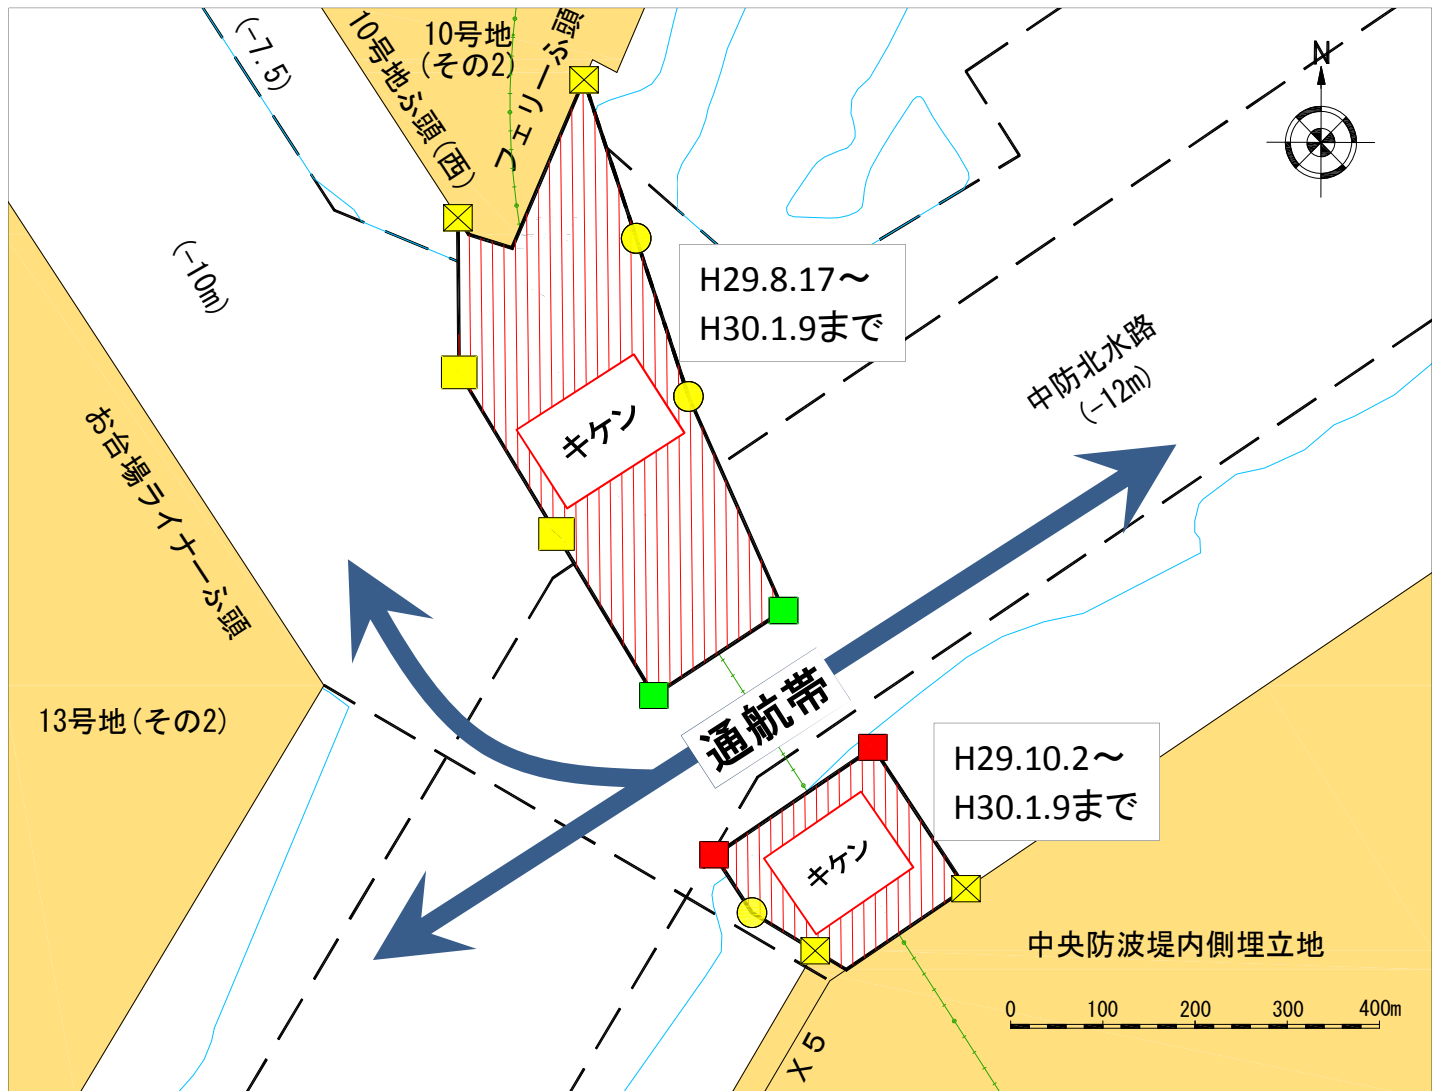 10号地
(その2)
フェリーふ頭
10号地ふ頭(西)
(-7.5)
N
(-10m)
H29.8.17～
H30.1.9まで
中防北水路
(-12m)
キケン
お台場ライナーふ頭
13号地(その2)
通航帯
H29.10.2～
H30.1.9まで
キケン
中央防波堤内側埋立地
0 100 200 300 400m
X5